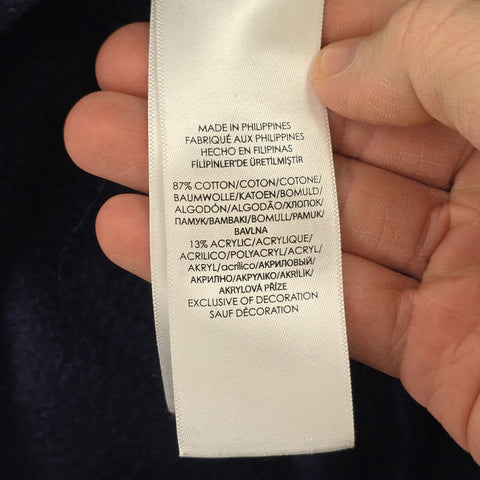 MADE IN PHILIPPINES
FABRIQUÉ AUX PHILIPPINES
HECHO EN FILIPINAS
FİLİPİNLER'DE ÜRETİLMİŞTİR
87% COTTON/COTON/COTONE/
BAUMWOLLE/KATOEN/BOMULD/
ALGODÓN/ALGODÃO/ХЛОПОК/
ПАМУК/ΒΑΜΒΑΚΙ/BOMULL/PAMUK/
BAVLNA
13% ACRYLIC/ACRYLIQUE/
ACRILICO/POLYACRYL/ACRYL/
AKRYL/acrílico/АКРИЛОВЫЙ/
АКРИЛНО/ΑΚΡΥΛΙΚΟ/AKRİLİK/
AKRYLOVÁ PŘÍZE
EXCLUSIVE OF DECORATION
SAUF DÉCORATION